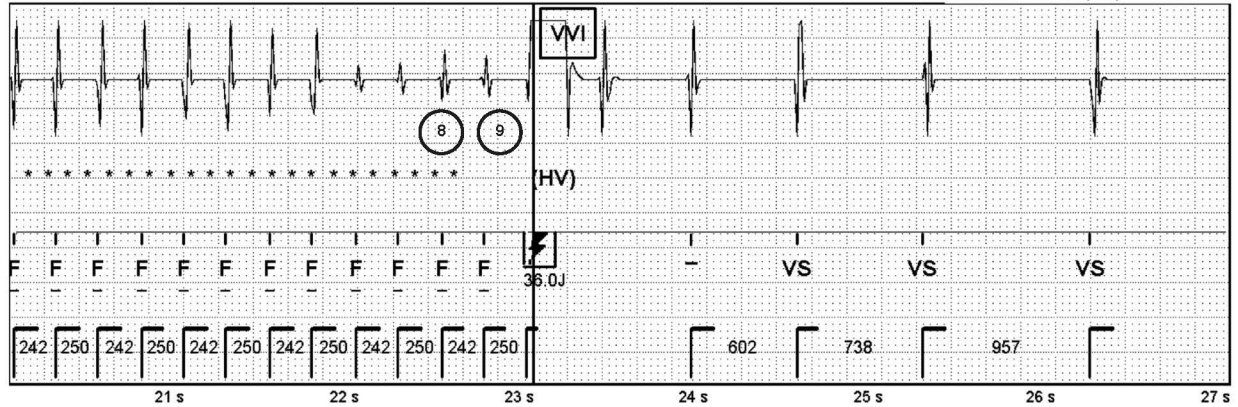 VVI
8 9
* * * * * * * * * * * * * * * * * * * * * * (HV)
F F F F F F F F F F F F – VS VS VS
36.0J
242 250 242 250 242 250 242 250 242 250 242 250 602 738 957
21 s 22 s 23 s 24 s 25 s 26 s 27 s